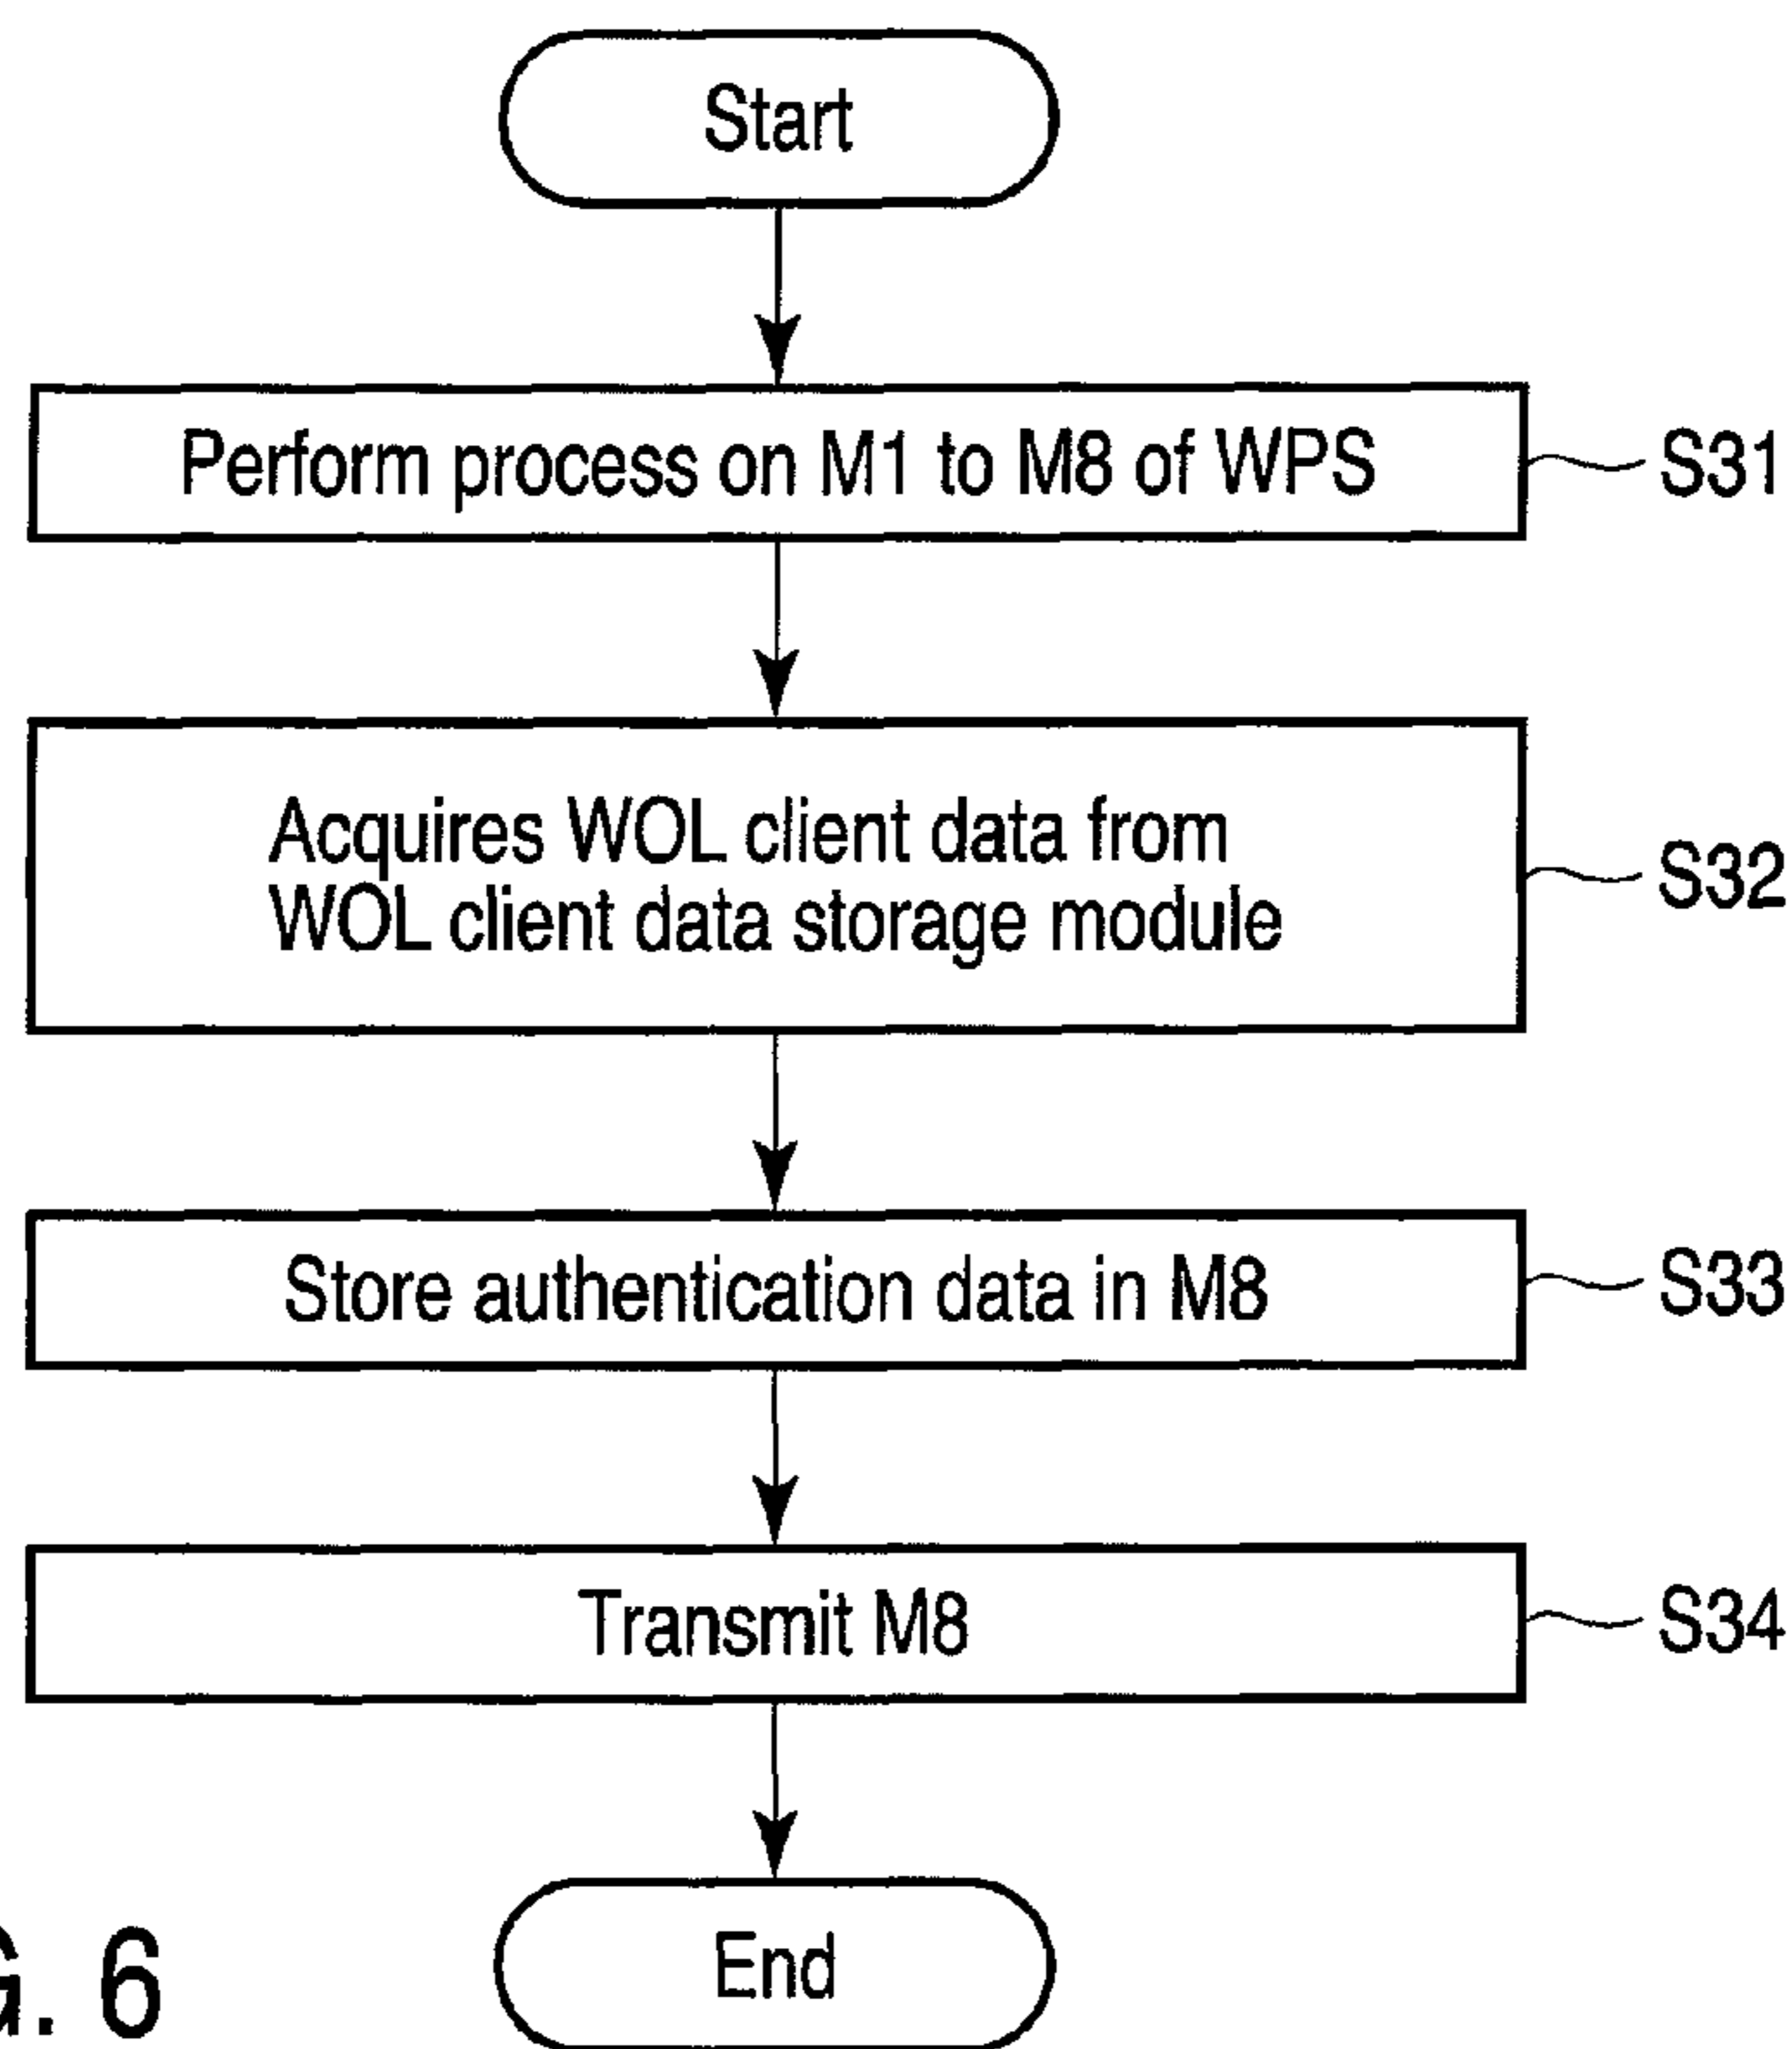 Start
Perform process on M1 to M8 of WPS
S31
Acquires WOL client data from
WOL client data storage module
S32
Store authentication data in M8
S33
Transmit M8
S34
End
G. 6